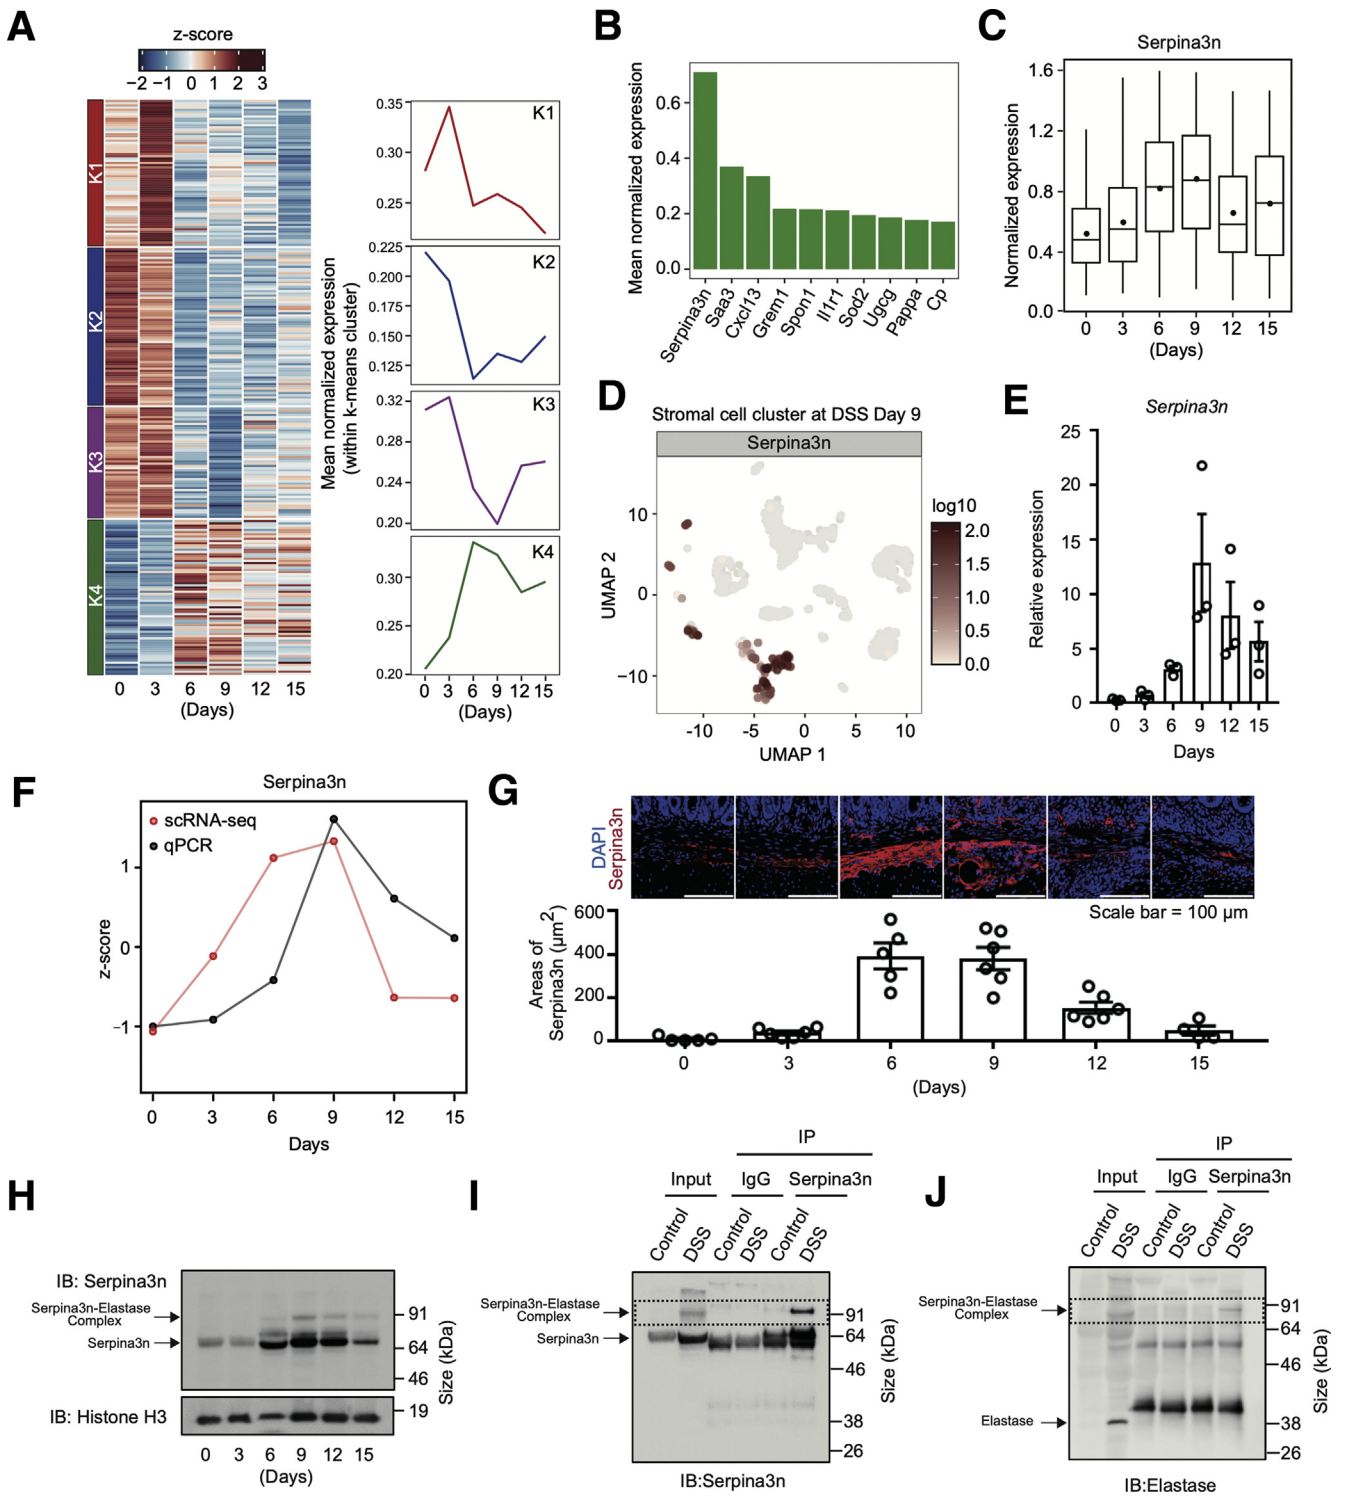 A
z-score
−2 −1 0 1 2 3
K1
K2
K3
K4
0 3 6 9 12 15
(Days)
Mean normalized expression
(within k-means cluster)
0.35
0.30
0.25
K1
0.225
0.200
0.175
0.150
0.125
K2
0.32
0.28
0.24
0.20
K3
0.30
0.25
0.20
K4
0 3 6 9 12 15
(Days)
B
Mean normalized expression
0.6
0.4
0.2
0.0
Serpina3n
Saa3
Cxcl13
Grem1
Spon1
Il1r1
Sod2
Ugcg
Pappa
Cp
C
Serpina3n
Normalized expression
1.6
1.2
0.8
0.4
0.0
0 3 6 9 12 15
(Days)
D
Stromal cell cluster at DSS Day 9
Serpina3n
UMAP 2
10
0
−10
-10 -5 0 5 10
UMAP 1
log10
2.0
1.5
1.0
0.5
0.0
E
Serpina3n
Relative expression
25
20
15
10
5
0
0 3 6 9 12 15
Days
F
Serpina3n
scRNA-seq
qPCR
z-score
1
0
−1
0 3 6 9 12 15
Days
G
DAPI
Serpina3n
Scale bar = 100 µm
Areas of
Serpina3n (µm2)
600
400
200
0
0 3 6 9 12 15
(Days)
H
IB: Serpina3n
Serpina3n-Elastase
Complex
Serpina3n
91
64
46
Size (kDa)
IB: Histone H3
19
0 3 6 9 12 15
(Days)
I
IP
Input IgG Serpina3n
Control DSS Control DSS Control DSS
Serpina3n-Elastase
Complex
Serpina3n
91
64
46
38
26
Size (kDa)
IB:Serpina3n
J
IP
Input IgG Serpina3n
Control DSS Control DSS Control DSS
Serpina3n-Elastase
Complex
Elastase
91
64
46
38
26
Size (kDa)
IB:Elastase